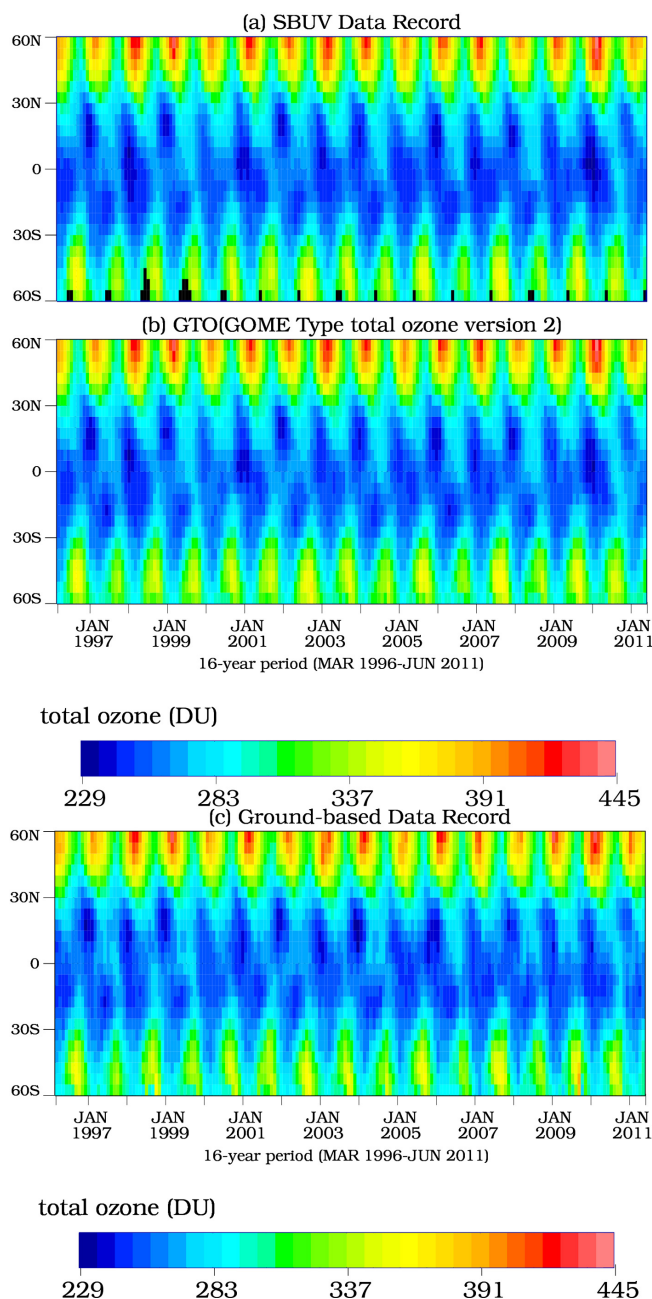 (a) SBUV Data Record
60N
30N
0
30S
60S
(b) GTO(GOME Type total ozone version 2)
60N
30N
0
30S
60S
JAN JAN JAN JAN JAN JAN JAN JAN
1997 1999 2001 2003 2005 2007 2009 2011
16-year period (MAR 1996-JUN 2011)
total ozone (DU)
229 283 337 391 445
(c) Ground-based Data Record
60N
30N
0
30S
60S
JAN JAN JAN JAN JAN JAN JAN JAN
1997 1999 2001 2003 2005 2007 2009 2011
16-year period (MAR 1996-JUN 2011)
total ozone (DU)
229 283 337 391 445